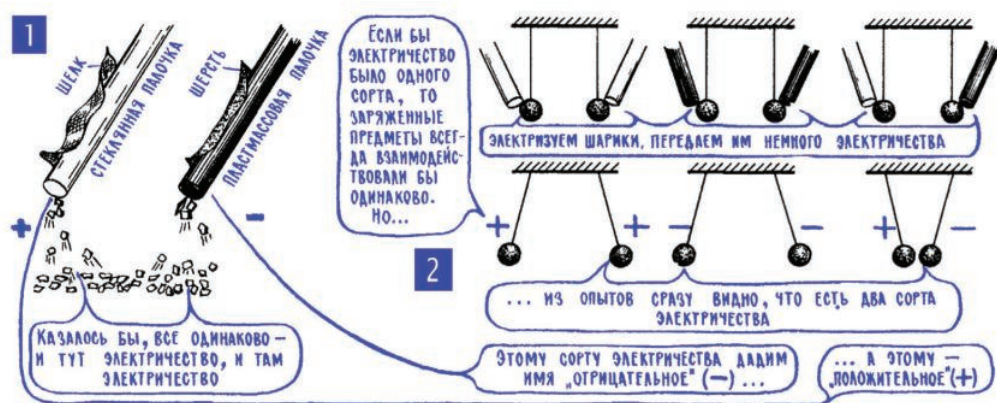 1
ШЕЛК
СТЕКЛЯННАЯ ПАЛОЧКА
ШЕРСТЬ
ПЛАСТМАССОВАЯ ПАЛОЧКА
+
−
КАЗАЛОСЬ БЫ, ВСЕ ОДИНАКОВО –
И ТУТ ЭЛЕКТРИЧЕСТВО, И ТАМ
ЭЛЕКТРИЧЕСТВО
ЕСЛИ БЫ
ЭЛЕКТРИЧЕСТВО
БЫЛО ОДНОГО
СОРТА, ТО
ЗАРЯЖЕННЫЕ
ПРЕДМЕТЫ ВСЕГ-
ДА ВЗАИМОДЕЙ-
СТВОВАЛИ БЫ
ОДИНАКОВО.
НО...
ЭЛЕКТРИЗУЕМ ШАРИКИ, ПЕРЕДАЕМ ИМ НЕМНОГО ЭЛЕКТРИЧЕСТВА
+ + − − + −
2
... ИЗ ОПЫТОВ СРАЗУ ВИДНО, ЧТО ЕСТЬ ДВА СОРТА
ЭЛЕКТРИЧЕСТВА
ЭТОМУ СОРТУ ЭЛЕКТРИЧЕСТВА ДАДИМ
ИМЯ „ОТРИЦАТЕЛЬНОЕ" (−) ...
... А ЭТОМУ –
„ПОЛОЖИТЕЛЬНОЕ" (+)